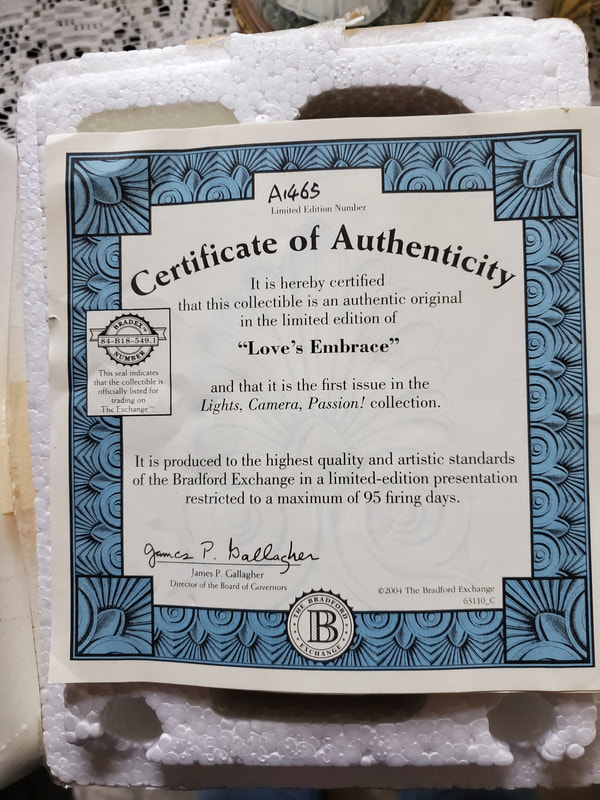 A1465
Limited Edition Number
Certificate of Authenticity
It is hereby certified
that this collectible is an authentic original
in the limited edition of
“Love’s Embrace”
and that it is the first issue in the
Lights, Camera, Passion! collection.
BRADEX™
84-B18-549.1
NUMBER
This seal indicates
that the collectible is
officially listed for
trading on
The Exchange℠.
It is produced to the highest quality and artistic standards
of the Bradford Exchange in a limited-edition presentation
restricted to a maximum of 95 firing days.
James P. Gallagher
James P. Gallagher
Director of the Board of Governors
©2004 The Bradford Exchange
63110_C
THE BRADFORD
B
EXCHANGE